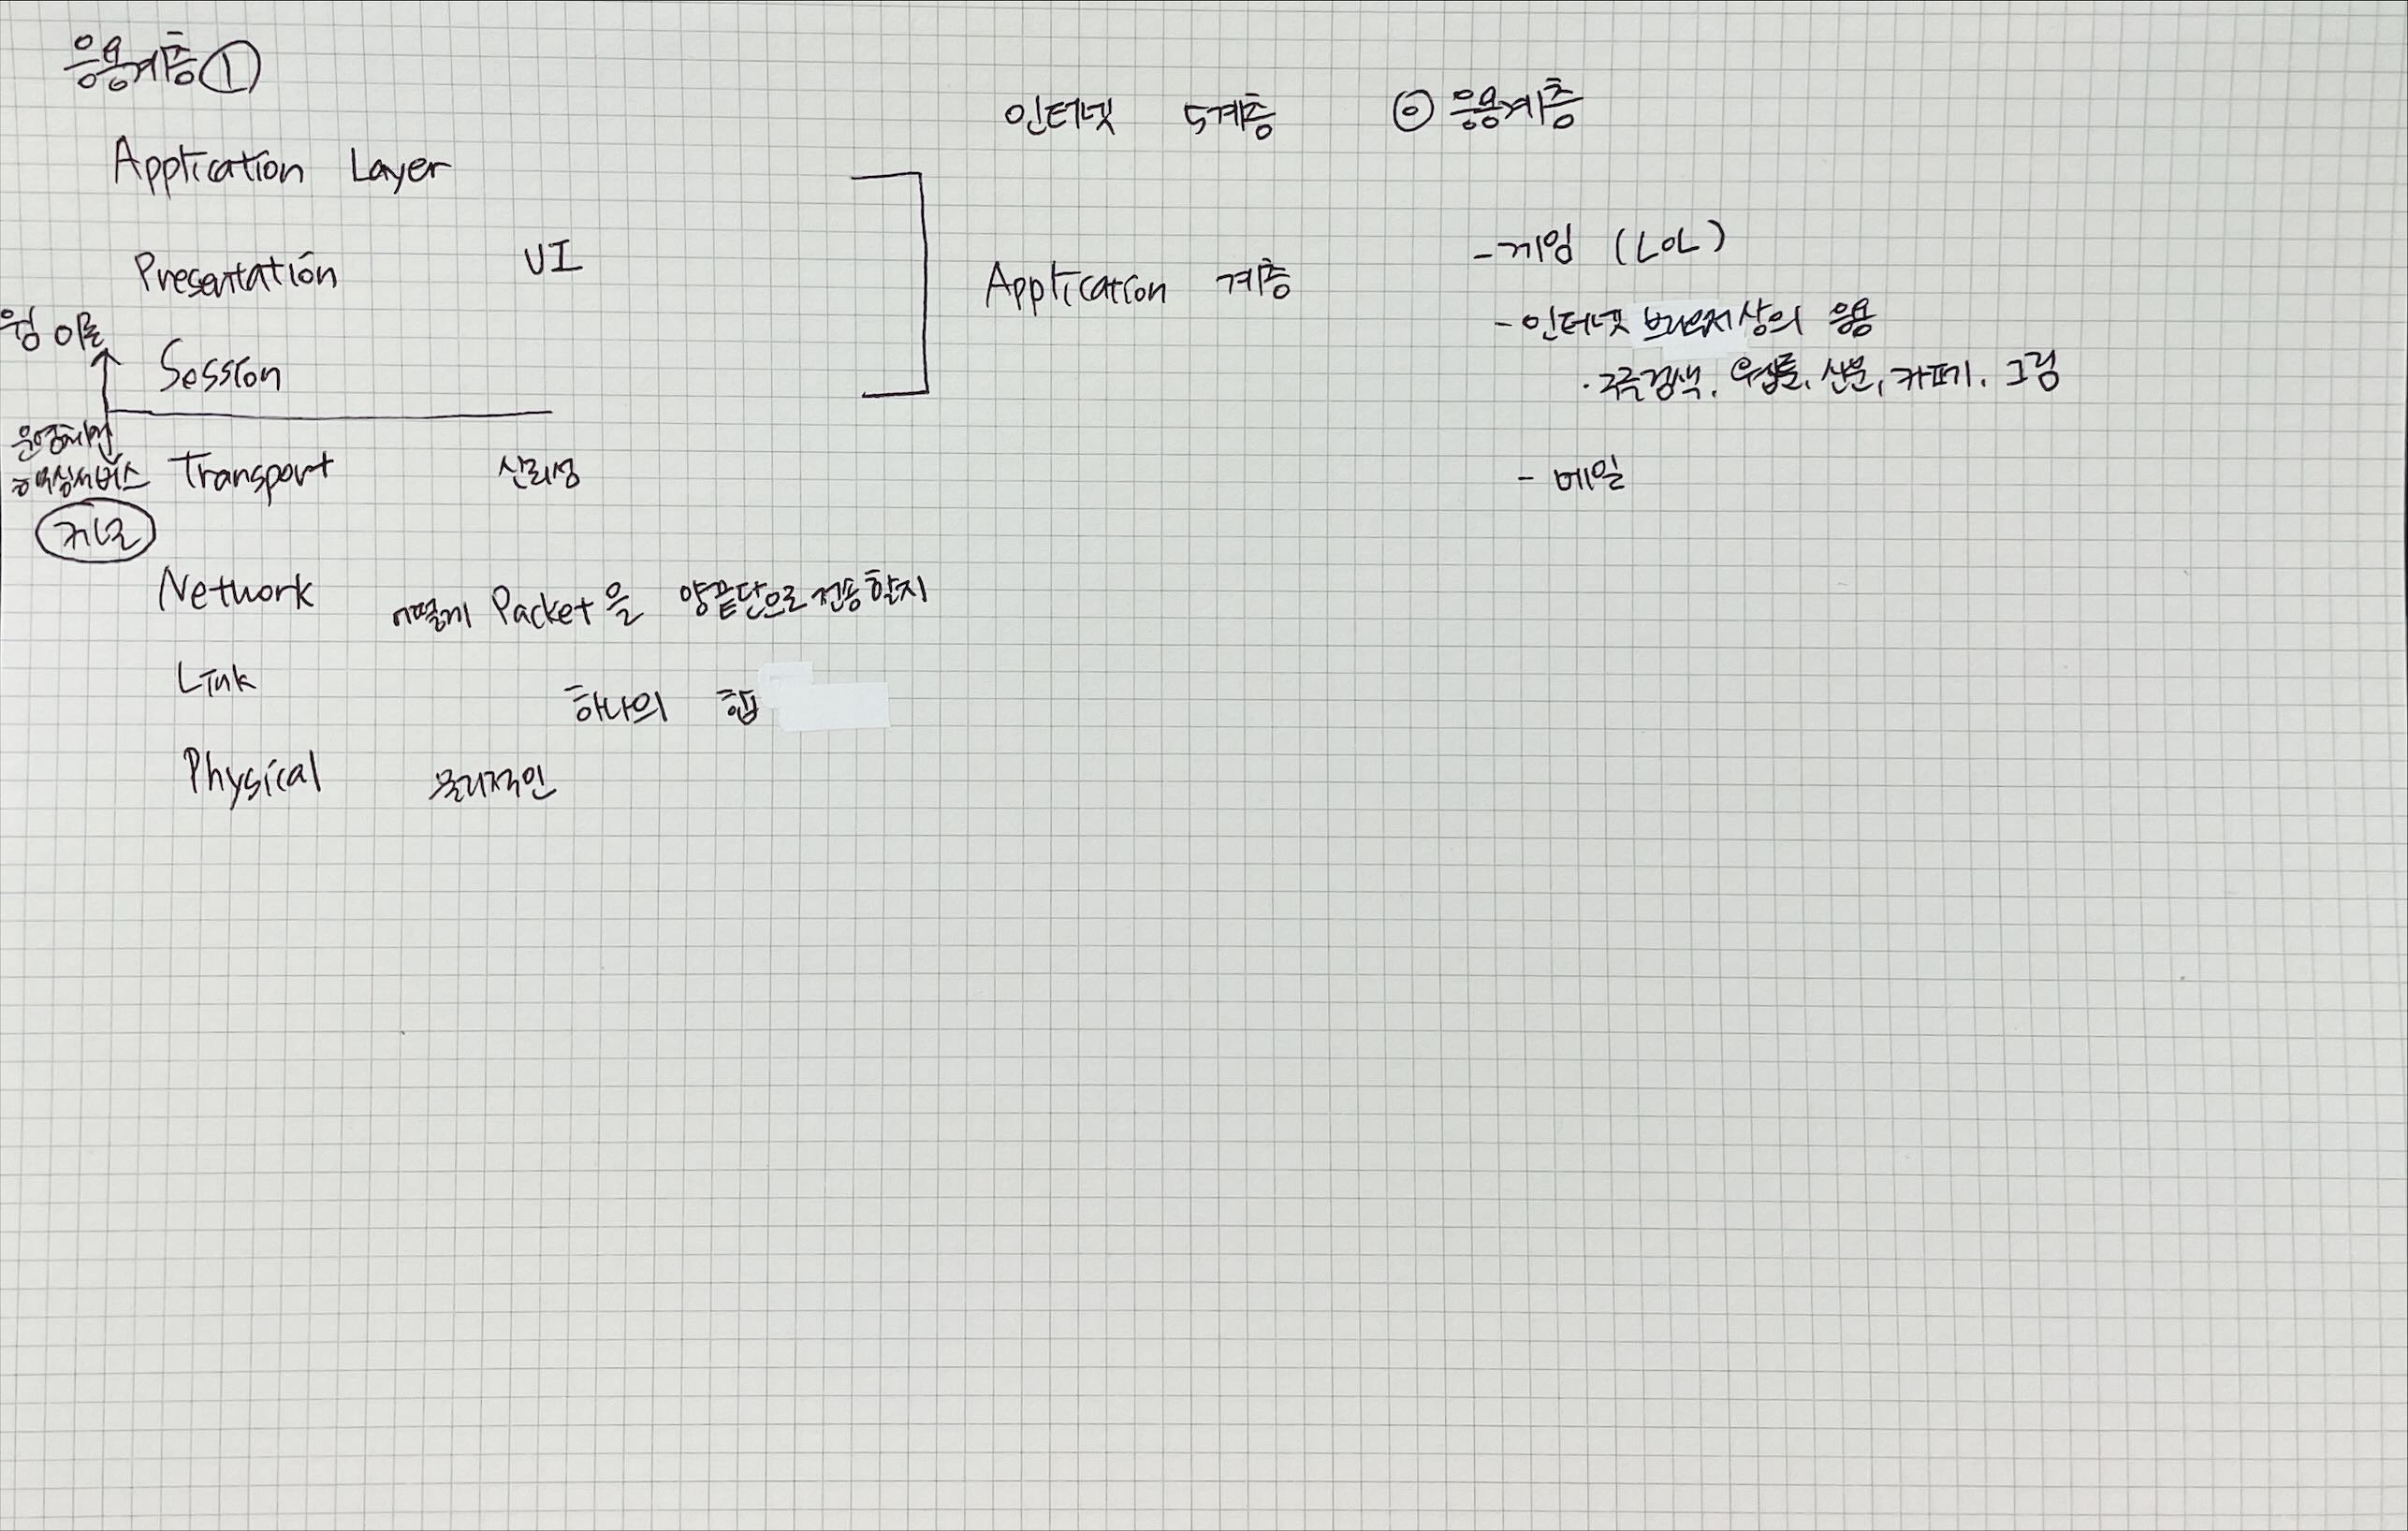 응용계층 ①
Application Layer
Presentation UI
응용
Session
운영체면
핵심서비스
Transport 신뢰성
커널
Network 어떻게 Packet을 양끝단으로 전송할지
Link 하나의 홉
Physical 물리적인
인터넷 5계층
Application 계층
◎ 응용계층
- 게임 (LOL)
- 인터넷 브라우저상의 응용
· 구글검색, 유튜브, 신문, 카페, 그림
- 메일